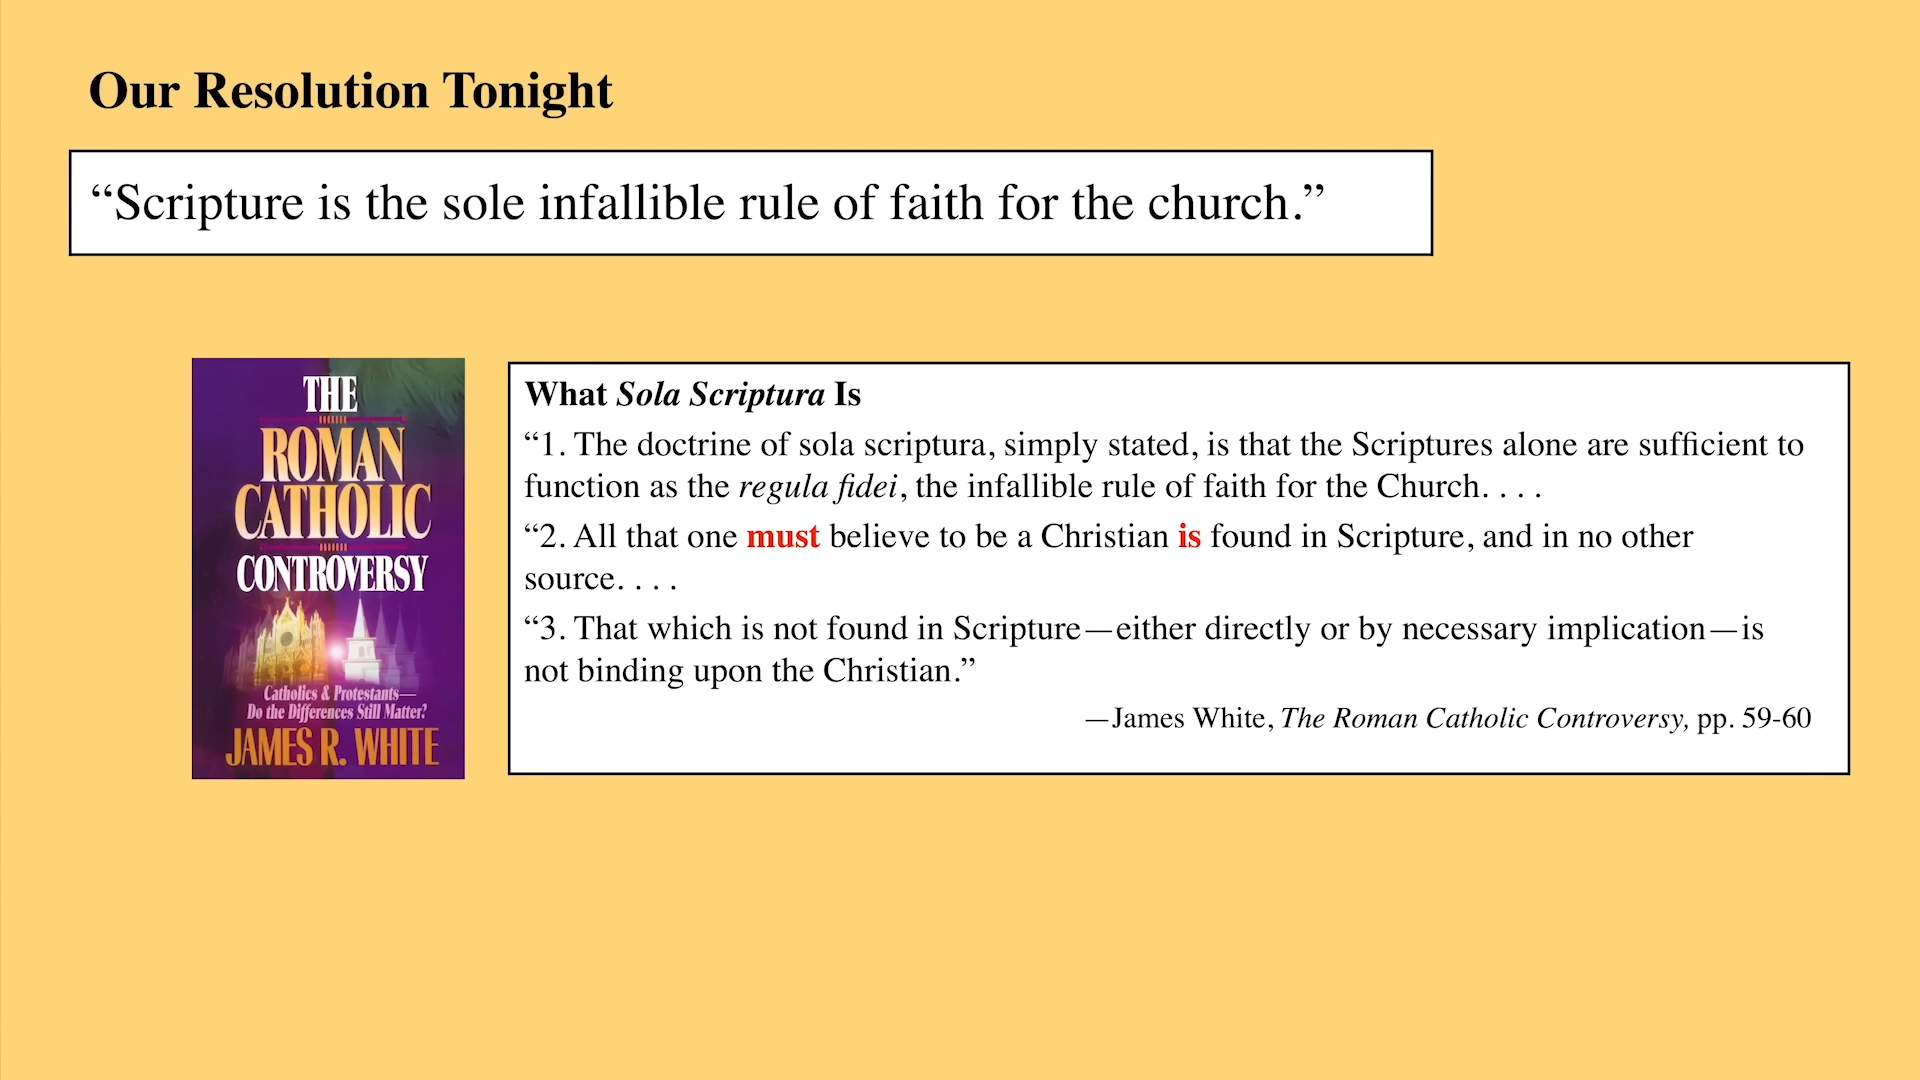 Our Resolution Tonight
“Scripture is the sole infallible rule of faith for the church.”
THE
ROMAN
CATHOLIC
CONTROVERSY
Catholics & Protestants—
Do the Differences Still Matter?
JAMES R. WHITE
What Sola Scriptura Is
“1. The doctrine of sola scriptura, simply stated, is that the Scriptures alone are sufficient to
function as the regula fidei, the infallible rule of faith for the Church. . . .
“2. All that one must believe to be a Christian is found in Scripture, and in no other
source. . . .
“3. That which is not found in Scripture—either directly or by necessary implication—is
not binding upon the Christian.”
—James White, The Roman Catholic Controversy, pp. 59-60